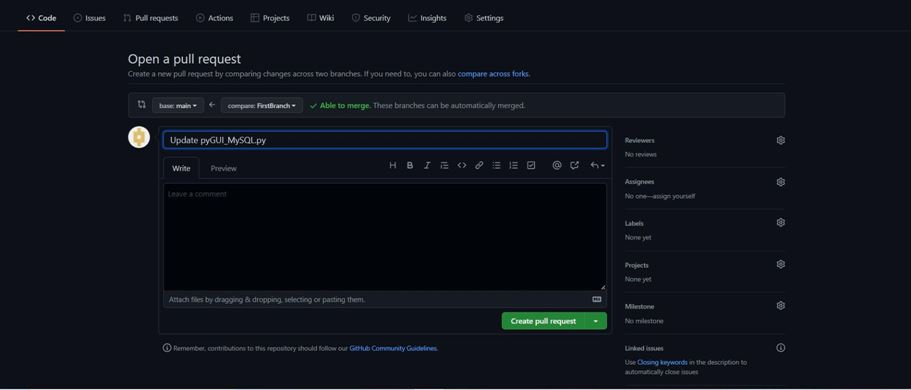 Code Issues Pull requests Actions Projects Wiki Security Insights Settings
Open a pull request
Create a new pull request by comparing changes across two branches. If you need to, you can also compare across forks.
base: main compare: FirstBranch Able to merge. These branches can be automatically merged.
Update pyGUI_MySQL.py
Write Preview
Leave a comment
Attach files by dragging & dropping, selecting or pasting them.
Create pull request
Remember, contributions to this repository should follow our GitHub Community Guidelines.
Reviewers
No reviews
Assignees
No one—assign yourself
Labels
None yet
Projects
None yet
Milestone
No milestone
Linked issues
Use Closing keywords in the description to
automatically close issues